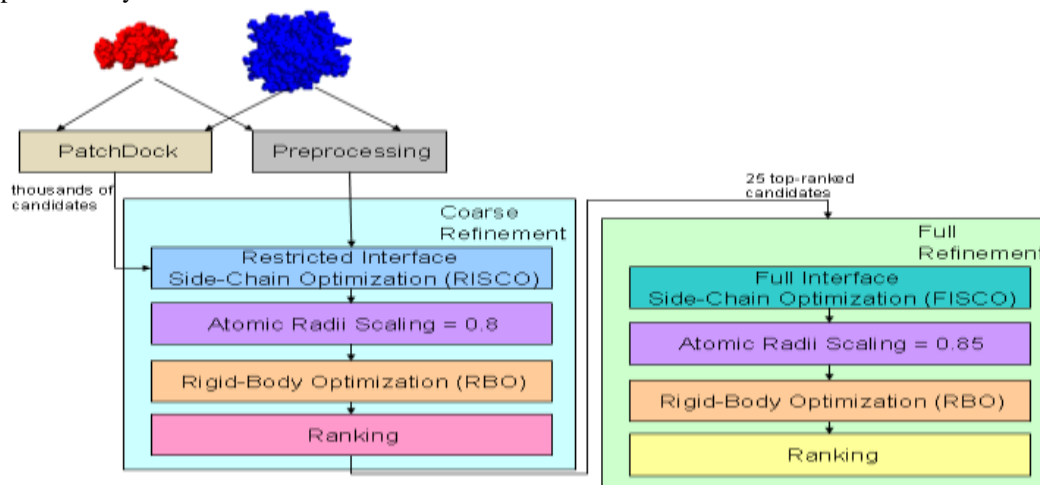 PatchDock
Preprocessing
thousands of
candidates
25 top-ranked
candidates
Coarse
Refinement
Restricted Interface
Side-Chain Optimization (RISCO)
Atomic Radii Scaling = 0.8
Rigid-Body Optimization (RBO)
Ranking
Full
Refinement
Full Interface
Side-Chain Optimization (FISCO)
Atomic Radii Scaling = 0.85
Rigid-Body Optimization (RBO)
Ranking